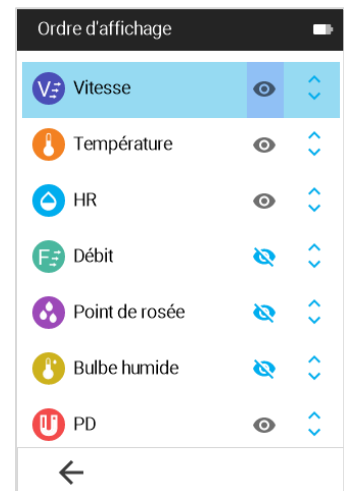 Ordre d'affichage
Vitesse
Température
HR
Débit
Point de rosée
Bulbe humide
PD